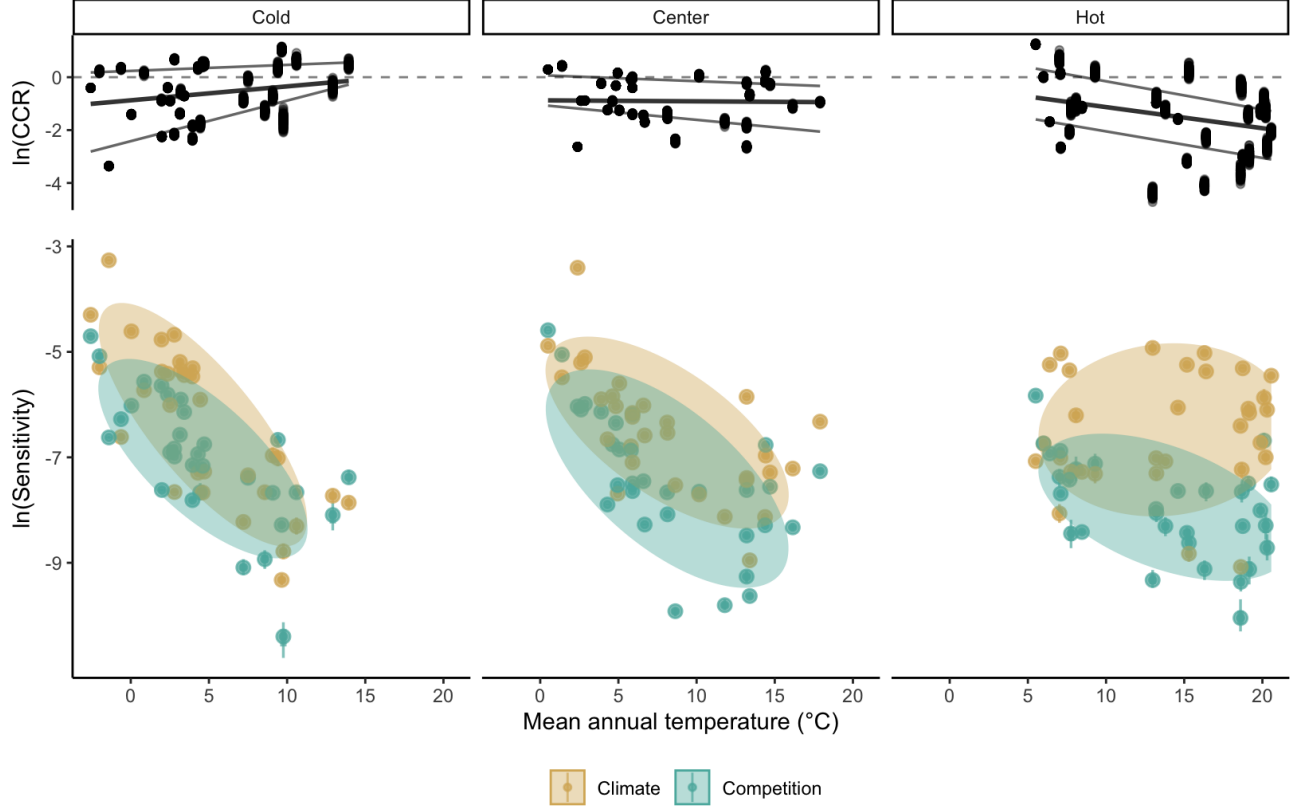 Cold Center Hot
ln(CCR)
0
-2
-4
ln(Sensitivity)
-3
-5
-7
-9
0 5 10 15 20 0 5 10 15 20 0 5 10 15 20
Mean annual temperature (°C)
Climate Competition